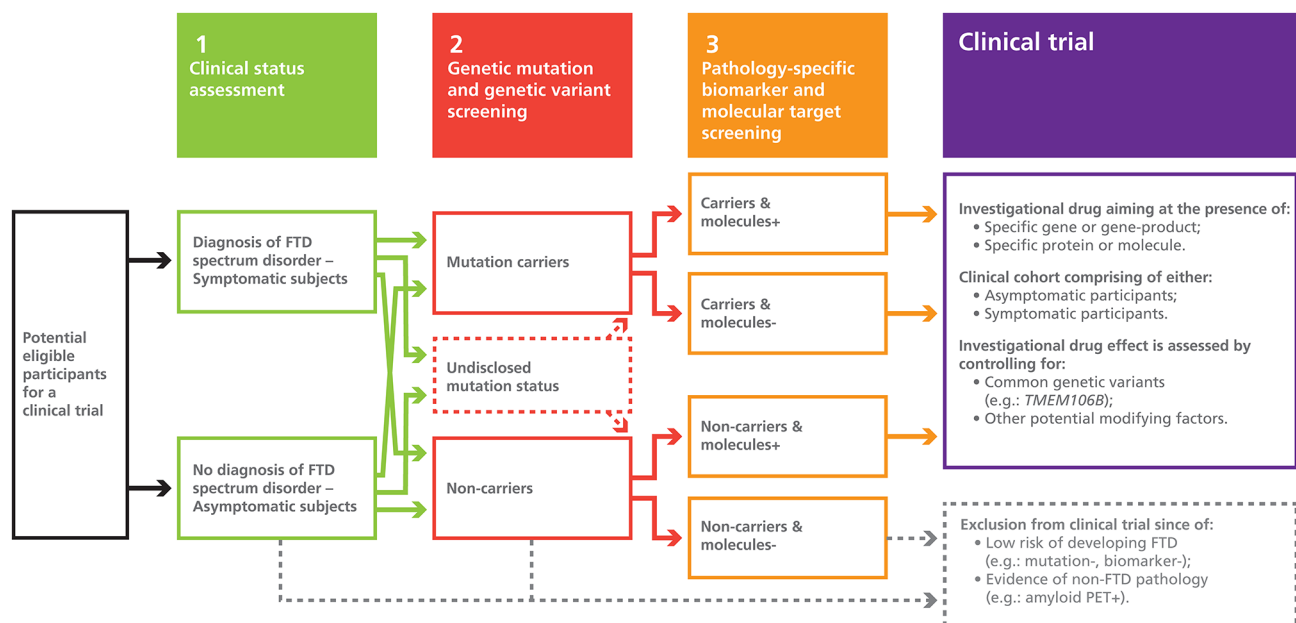 1
Clinical status
assessment
2
Genetic mutation
and genetic variant
screening
3
Pathology-specific
biomarker and
molecular target
screening
Clinical trial
Potential
eligible
participants
for a
clinical trial
Diagnosis of FTD
spectrum disorder –
Symptomatic subjects
No diagnosis of FTD
spectrum disorder –
Asymptomatic subjects
Mutation carriers
Undisclosed
mutation status
Non-carriers
Carriers &
molecules+
Carriers &
molecules-
Non-carriers &
molecules+
Non-carriers &
molecules-
Investigational drug aiming at the presence of:
• Specific gene or gene-product;
• Specific protein or molecule.
Clinical cohort comprising of either:
• Asymptomatic participants;
• Symptomatic participants.
Investigational drug effect is assessed by
controlling for:
• Common genetic variants
(e.g.: TMEM106B);
• Other potential modifying factors.
Exclusion from clinical trial since of:
• Low risk of developing FTD
(e.g.: mutation-, biomarker-);
• Evidence of non-FTD pathology
(e.g.: amyloid PET+).